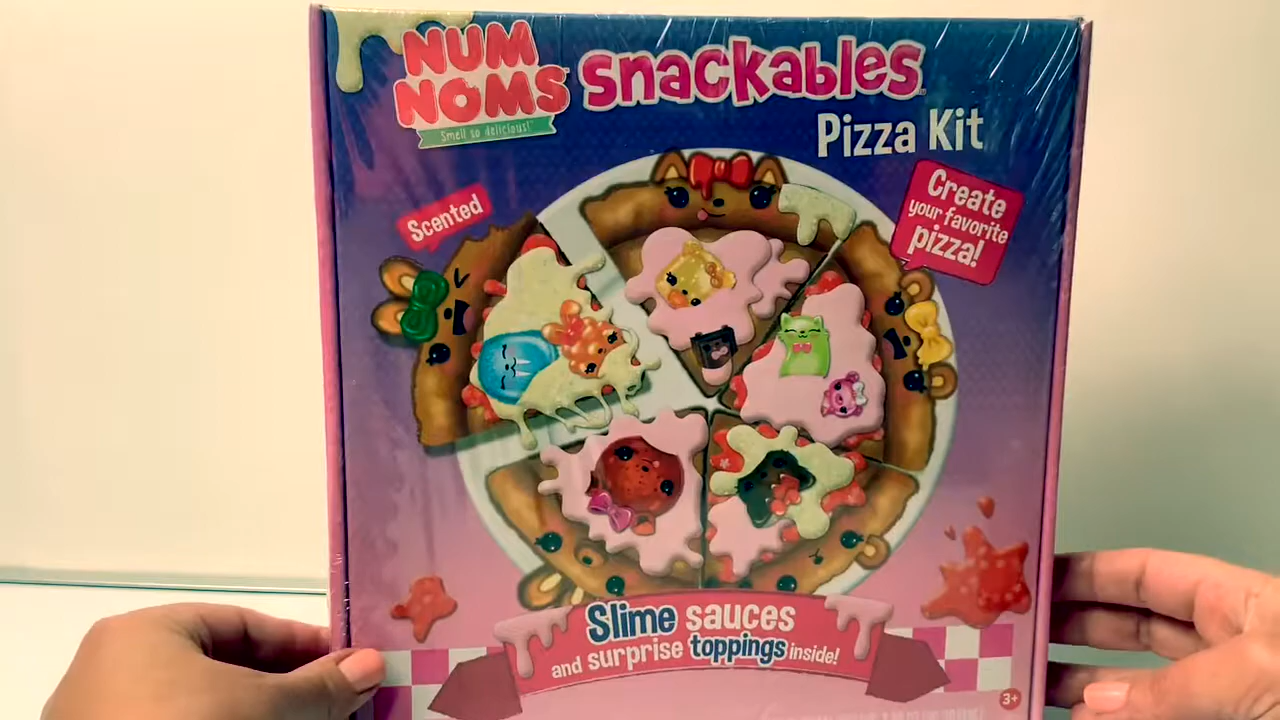 NUM
NOMS
Smell so delicious!
Snackables
Pizza Kit
Scented
Create
your favorite
pizza!
Slime sauces
and surprise toppings inside!
3+